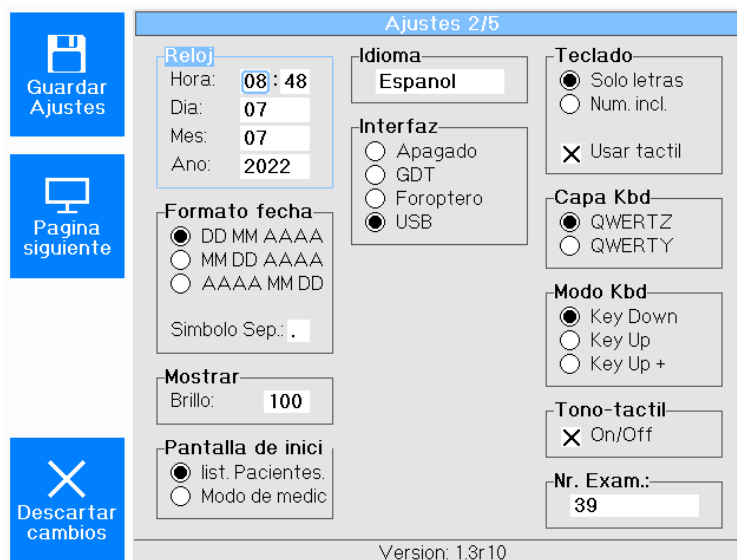 Ajustes 2/5
Guardar
Ajustes
Pagina
siguiente
Descartar
cambios
Reloj
Hora: 08 : 48
Dia: 07
Mes: 07
Ano: 2022
Formato fecha
DD MM AAAA
MM DD AAAA
AAAA MM DD
Simbolo Sep.: .
Mostrar
Brillo: 100
Pantalla de inici
list. Pacientes.
Modo de medic
Idioma
Espanol
Interfaz
Apagado
GDT
Foroptero
USB
Teclado
Solo letras
Num. incl.
Usar tactil
Capa Kbd
QWERTZ
QWERTY
Modo Kbd
Key Down
Key Up
Key Up +
Tono-tactil
On/Off
Nr. Exam.:
39
Version: 1.3r10